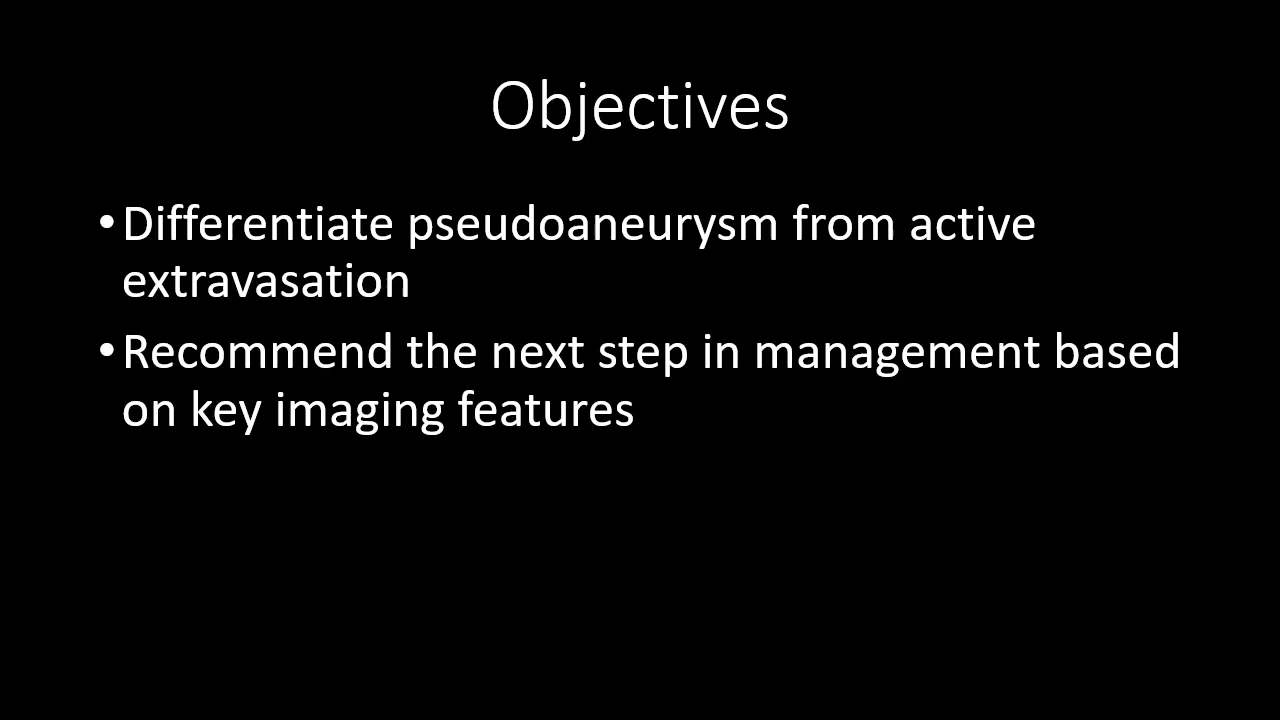 Objectives
•Differentiate pseudoaneurysm from active
extravasation
•Recommend the next step in management based
on key imaging features